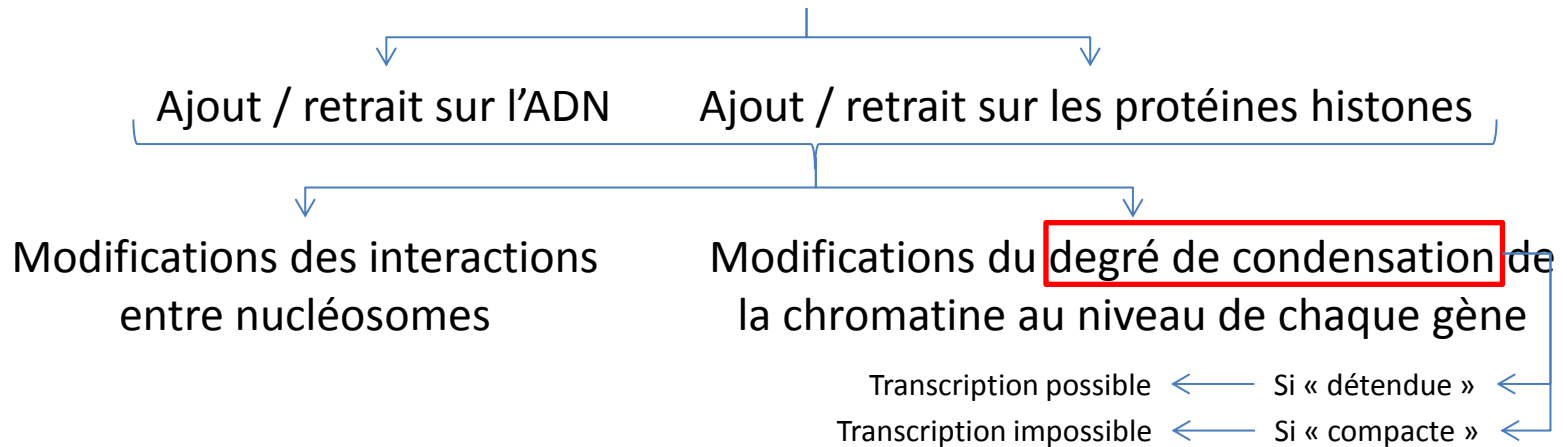 Ajout / retrait sur l’ADN
Ajout / retrait sur les protéines histones
Modifications des interactions
entre nucléosomes
Modifications du degré de condensation de
la chromatine au niveau de chaque gène
Transcription possible
Si « détendue »
Transcription impossible
Si « compacte »